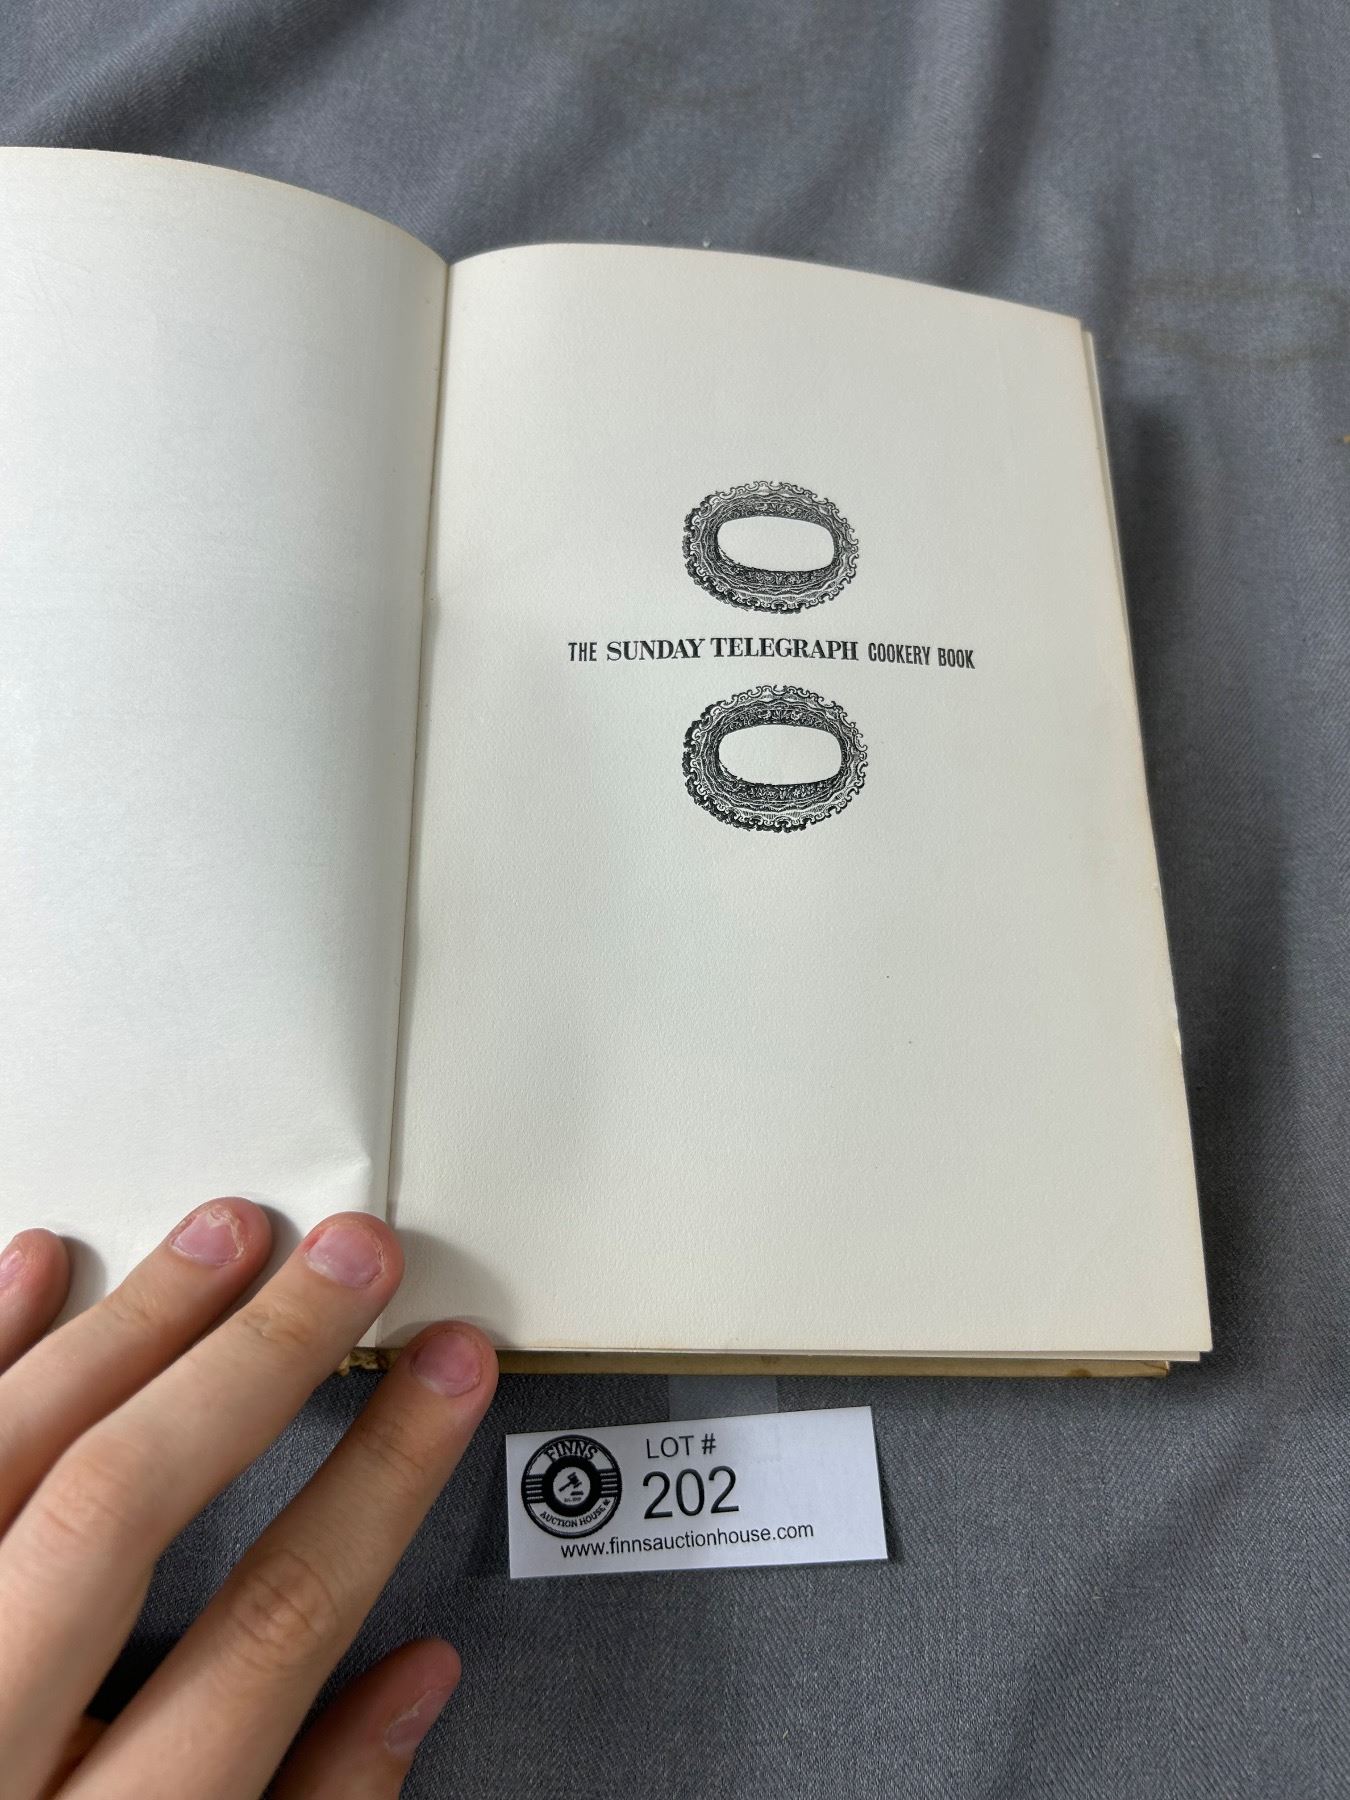 THE SUNDAY TELEGRAPH COOKERY BOOK
FINNS
AUCTION HOUSE
LOT #
202
www.finnsauctionhouse.com